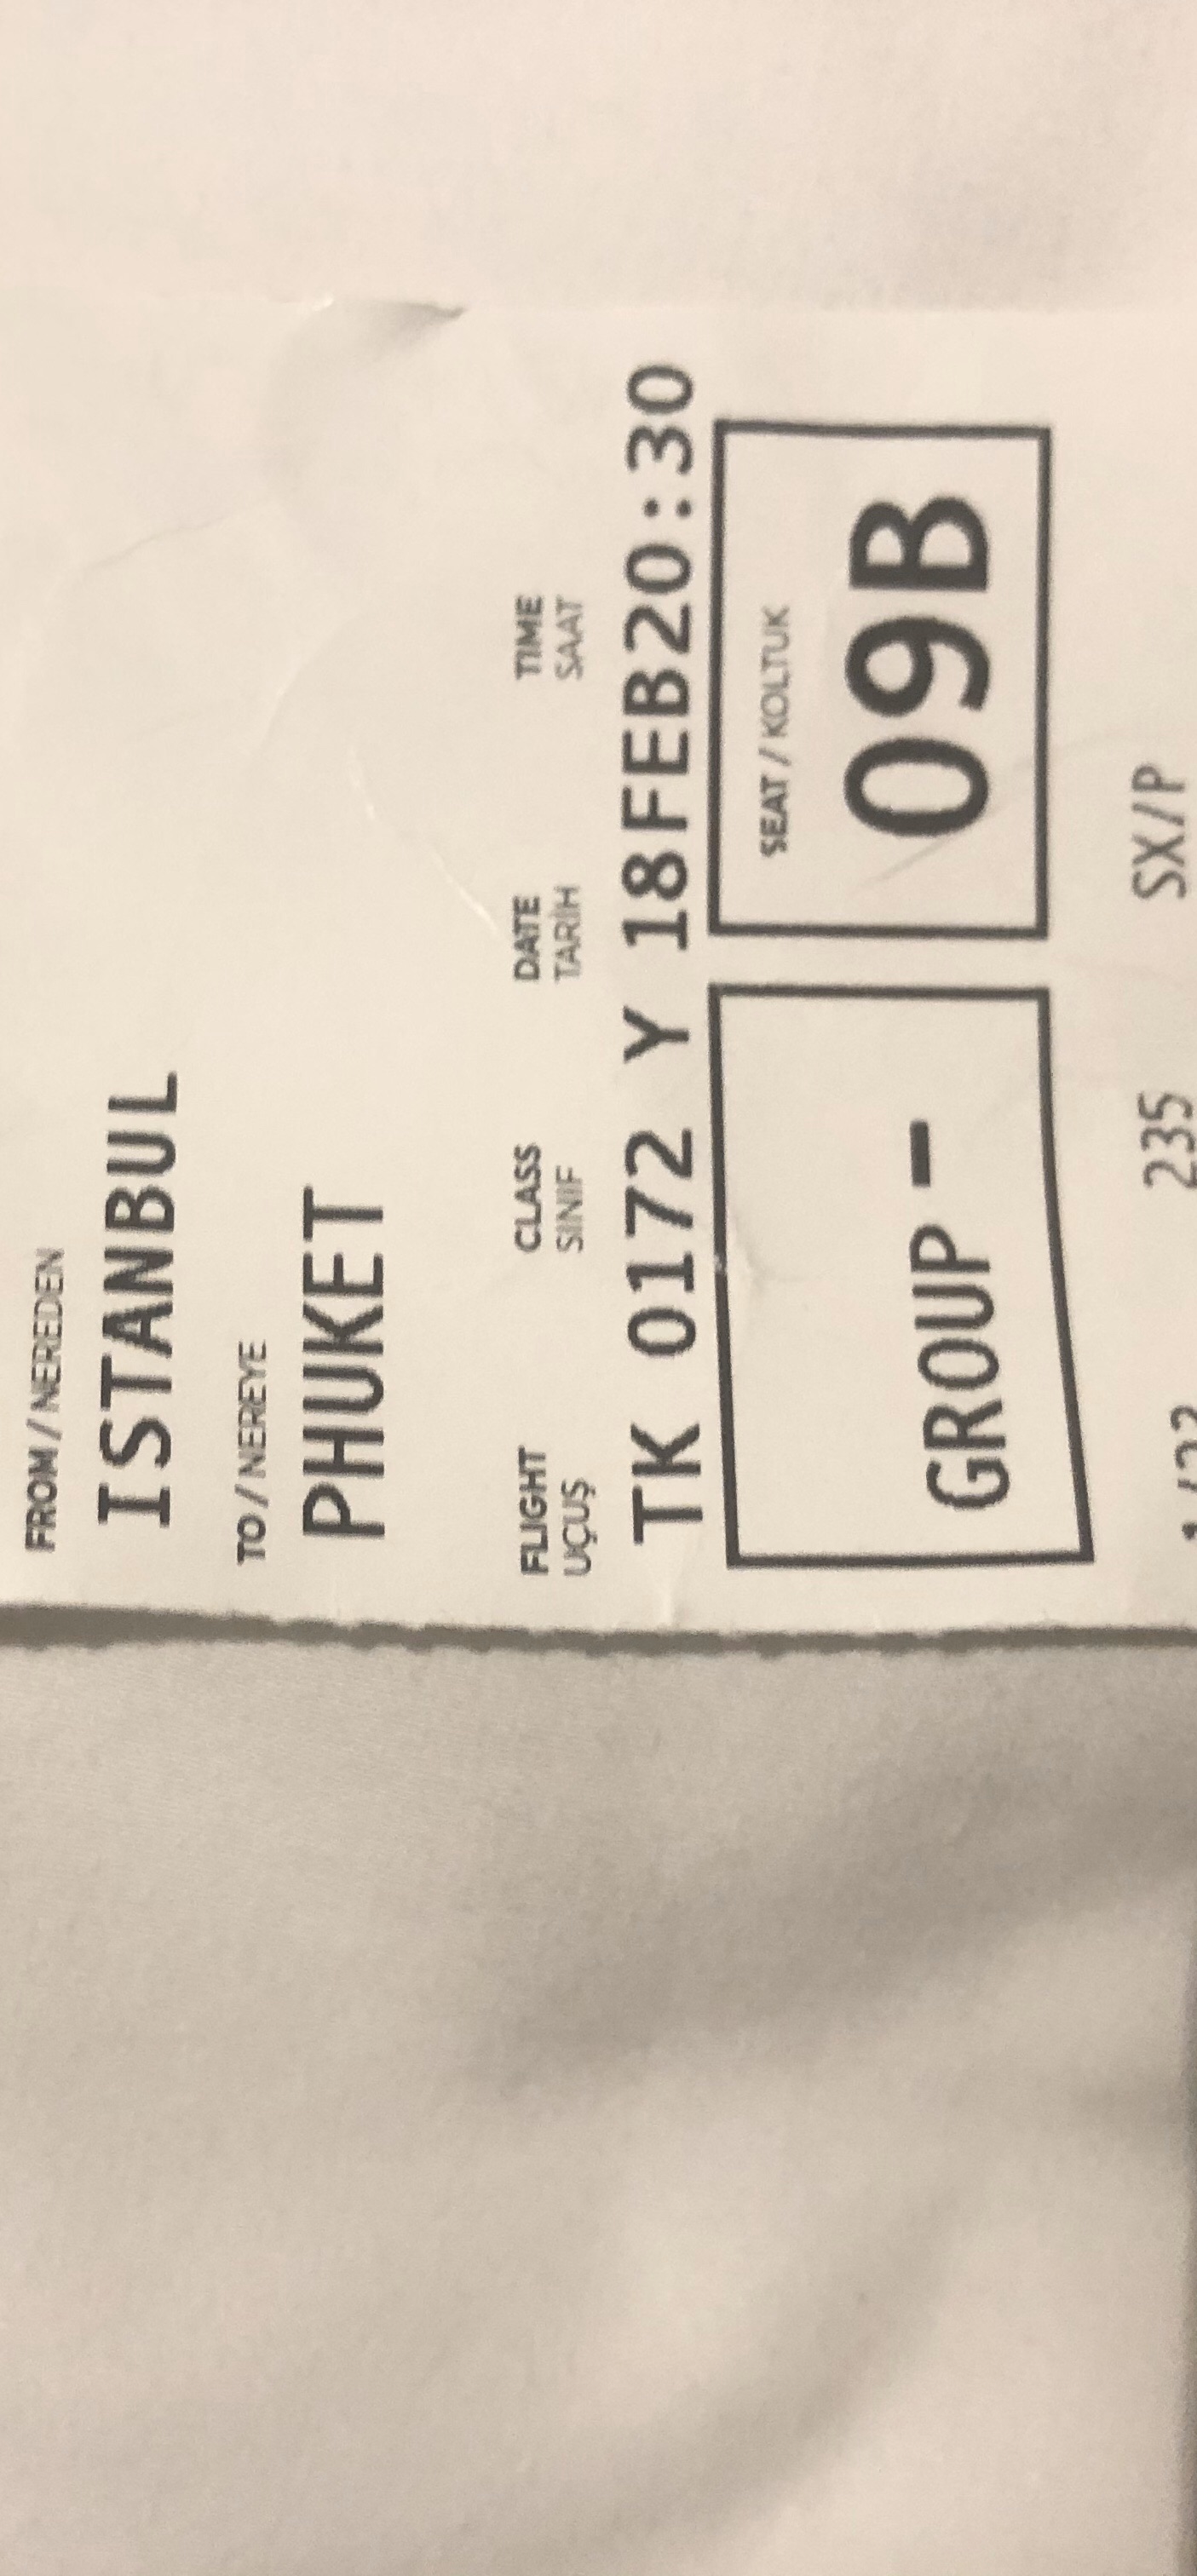 FROM / NEREDEN
ISTANBUL
TO / NEREYE
PHUKET
FLIGHT CLASS DATE TIME
UÇUŞ SINIF TARİH SAAT
TK 0172 Y 18FEB20:30
SEAT / KOLTUK
GROUP - 09B
235 SX/P